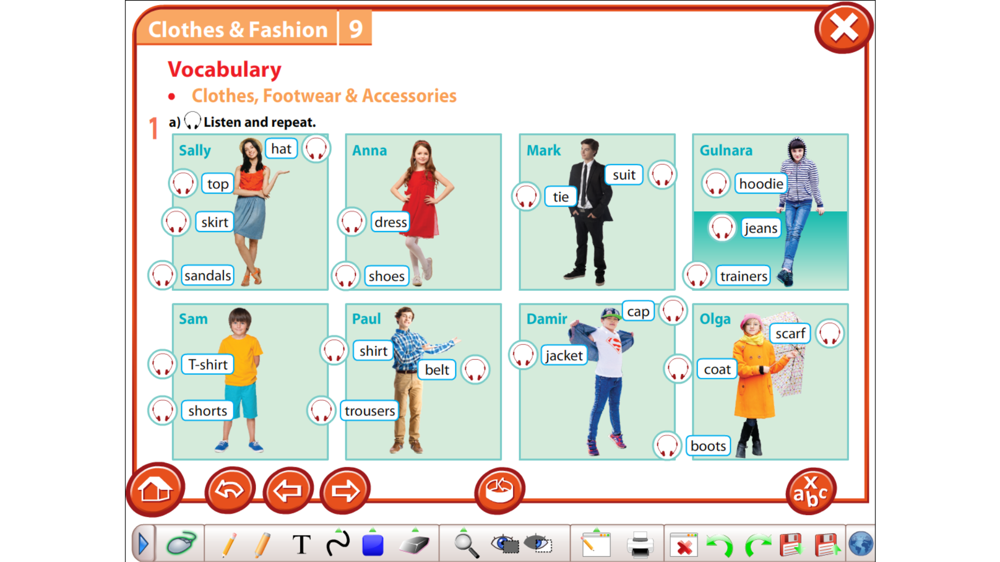 Clothes & Fashion 9
Vocabulary
• Clothes, Footwear & Accessories
1 a) Listen and repeat.
Sally
hat
top
skirt
sandals
Anna
dress
shoes
Mark
suit
tie
Gulnara
hoodie
jeans
trainers
Sam
T-shirt
shorts
Paul
shirt
belt
trousers
Damir
cap
jacket
Olga
scarf
coat
boots
X
abc
T